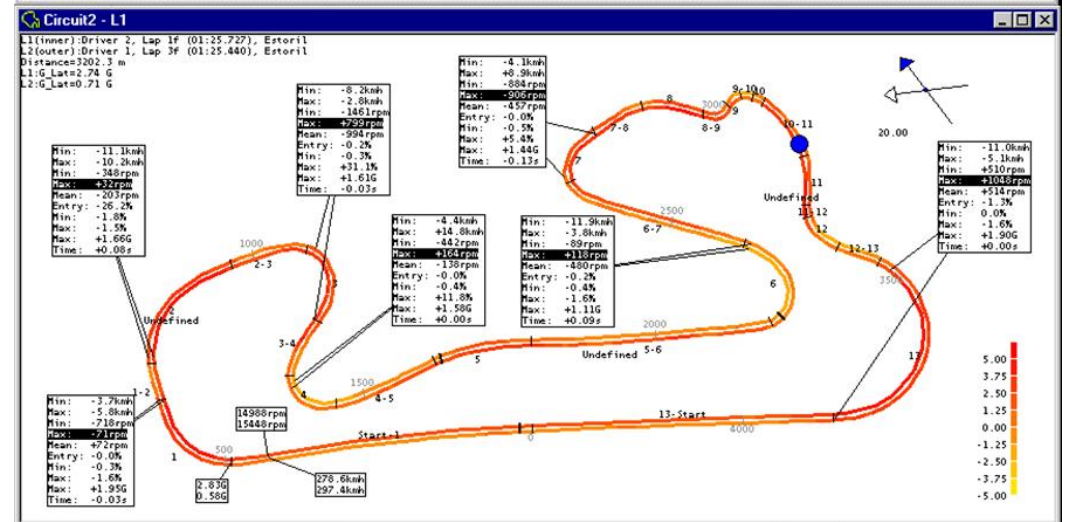 Circuit2 - L1
L1(inner):Driver 2, Lap 1f (01:25.727), Estoril
L2(outer):Driver 1, Lap 3f (01:25.440), Estoril
Distance=3202.3 m
L1:G_Lat=2.74 G
L2:G_Lat=0.71 G
Min: -8.2kmh
Max: -2.8kmh
Min: -1461rpm
Max: +799rpm
Mean: -994rpm
Entry: -0.2%
Min: -0.3%
Max: +31.1%
Max: +1.61G
Time: -0.03s
Min: -4.1kmh
Max: +8.9kmh
Min: -884rpm
Max: -906rpm
Mean: -457rpm
Entry: -0.0%
Min: -0.5%
Max: +5.4%
Max: +1.44G
Time: -0.13s
8
3000
9-10
10
9
8-9
7-8
10-11
20.00
Min: -11.1kmh
Max: -10.2kmh
Min: -348rpm
Max: +32rpm
Mean: -203rpm
Entry: -26.2%
Min: -1.8%
Max: -1.5%
Max: +1.66G
Time: +0.08s
Min: -11.0kmh
Max: -5.1kmh
Min: +510rpm
Max: +1048rpm
Mean: +514rpm
Entry: -1.3%
Min: 0.0%
Max: -1.6%
Max: +1.90G
Time: +0.00s
7
11
Undefined
11-12
12
12-13
2500
6-7
Min: -4.4kmh
Max: +14.8kmh
Min: -442rpm
Max: +164rpm
Mean: -138rpm
Entry: -0.0%
Min: -0.4%
Max: +11.8%
Max: +1.58G
Time: +0.00s
Min: -11.9kmh
Max: -3.8kmh
Min: -89rpm
Max: +118rpm
Mean: -480rpm
Entry: -0.2%
Min: -0.4%
Max: -1.6%
Max: +1.11G
Time: +0.09s
1000
2-3
3
2
Undefined
3-4
3500
6
2000
Undefined
5-6
5
13
1-2
4
1500
4-5
Min: -3.7kmh
Max: -5.8kmh
Min: -718rpm
Max: -71rpm
Mean: +72rpm
Entry: -0.0%
Min: -0.3%
Max: -1.6%
Max: +1.95G
Time: -0.03s
14988rpm
15448rpm
1
500
Start-1
0
13-Start
4000
2.83G
0.58G
278.6kmh
297.4kmh
5.00
3.75
2.50
1.25
0.00
-1.25
-2.50
-3.75
-5.00